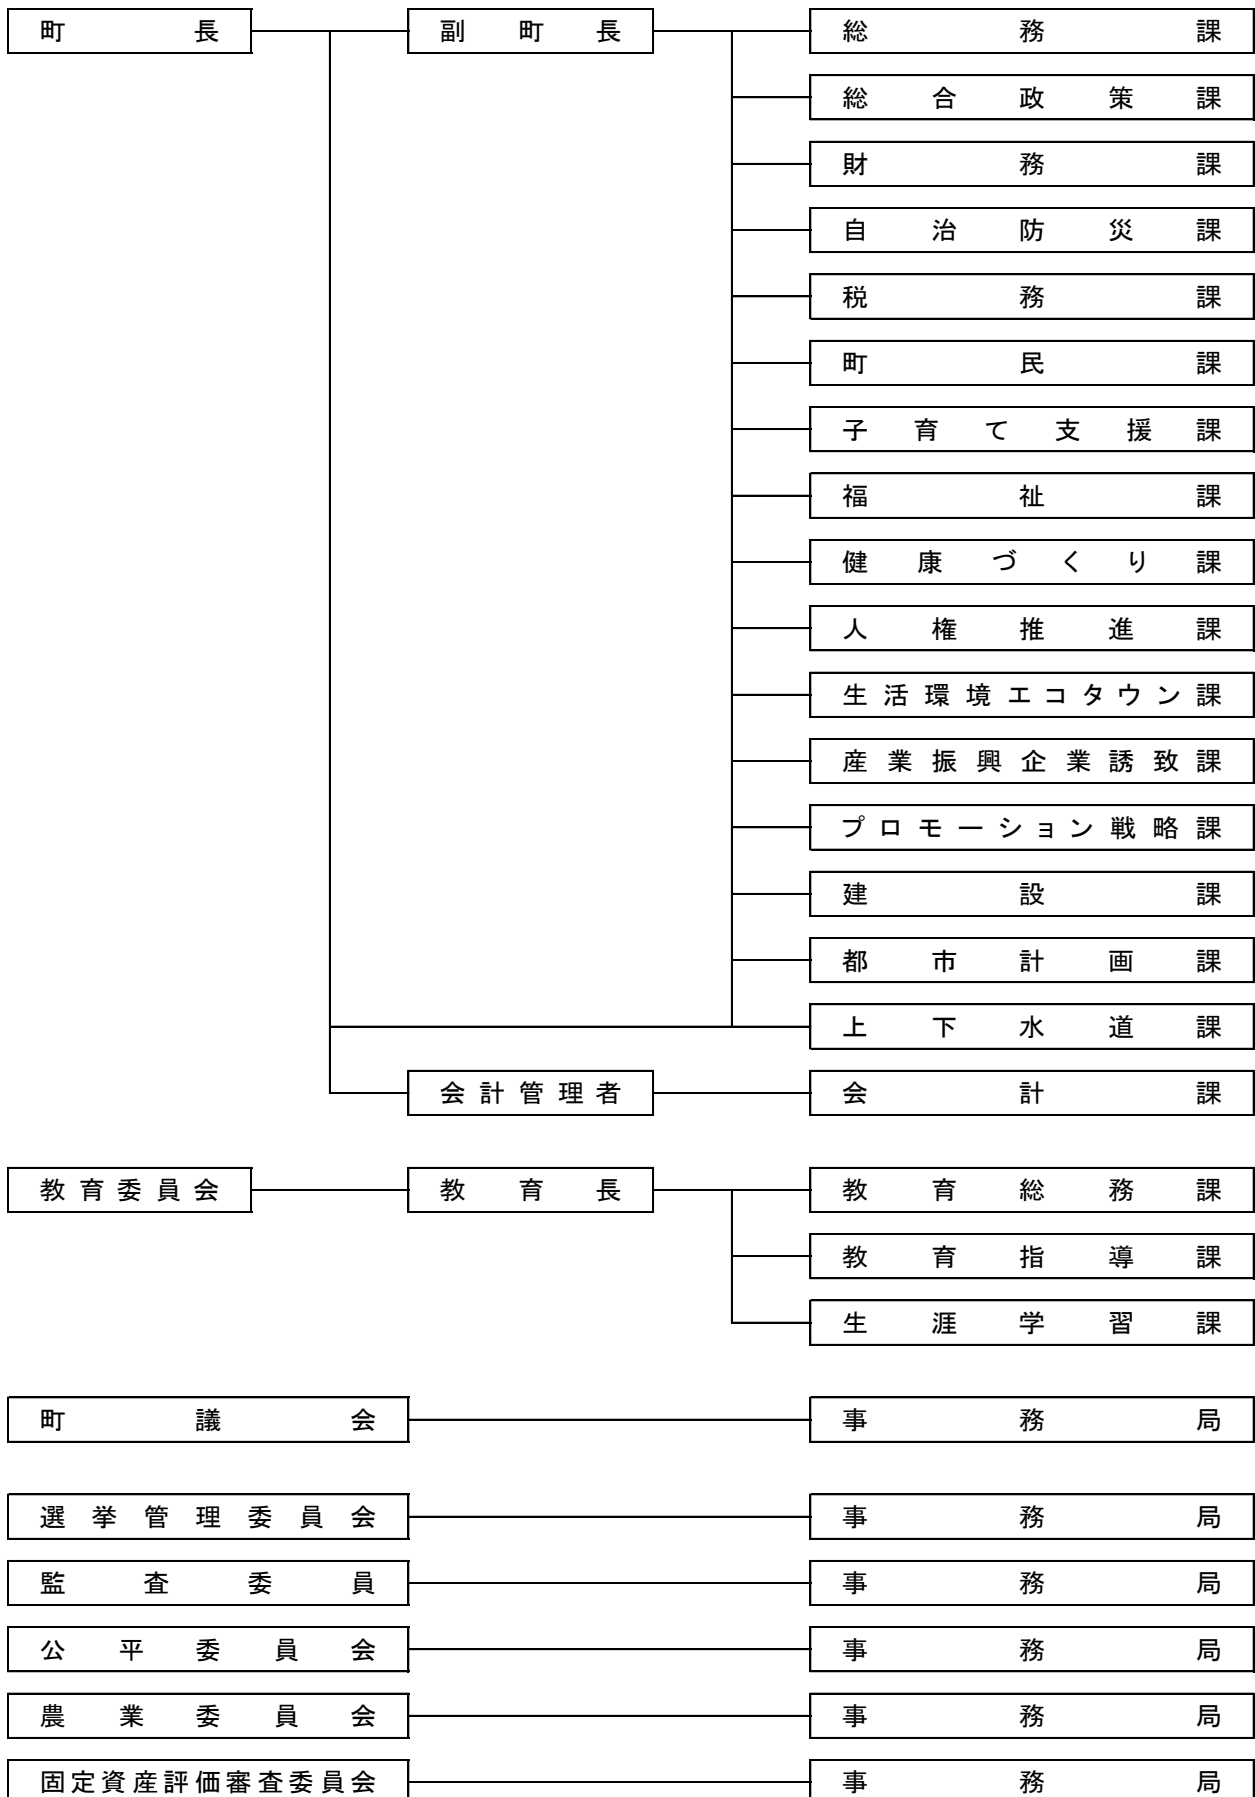 町長 副町長 総務課
総合政策課
財務課
自治防災課
税務課
町民課
子育て支援課
福祉課
健康づくり課
人権推進課
生活環境エコタウン課
産業振興企業誘致課
プロモーション戦略課
建設課
都市計画課
上下水道課
会計管理者 会計課
教育委員会 教育長 教育総務課
教育指導課
生涯学習課
町議会 事務局
選挙管理委員会 事務局
監査委員 事務局
公平委員会 事務局
農業委員会 事務局
固定資産評価審査委員会 事務局